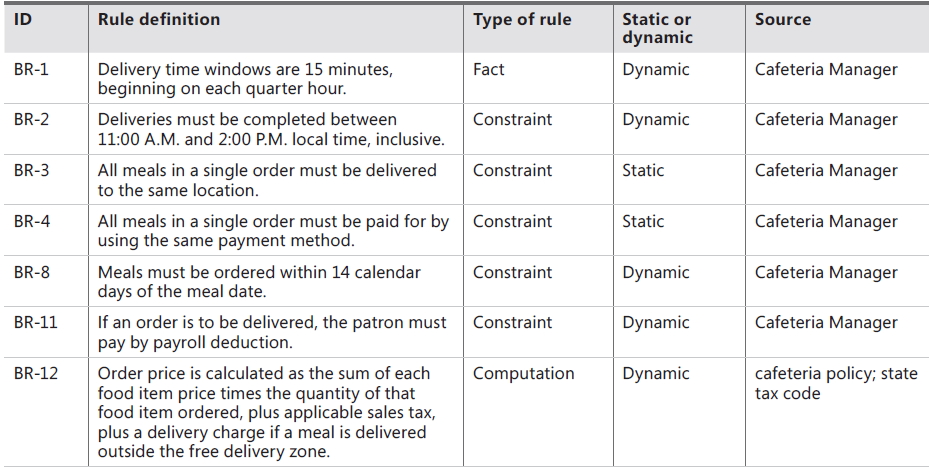 ID Rule definition Type of rule Static or dynamic Source
BR-1 Delivery time windows are 15 minutes, Fact Dynamic Cafeteria Manager
beginning on each quarter hour.
BR-2 Deliveries must be completed between Constraint Dynamic Cafeteria Manager
11:00 A.M. and 2:00 P.M. local time, inclusive.
BR-3 All meals in a single order must be delivered Constraint Static Cafeteria Manager
to the same location.
BR-4 All meals in a single order must be paid for by Constraint Static Cafeteria Manager
using the same payment method.
BR-8 Meals must be ordered within 14 calendar Constraint Dynamic Cafeteria Manager
days of the meal date.
BR-11 If an order is to be delivered, the patron must Constraint Dynamic Cafeteria Manager
pay by payroll deduction.
BR-12 Order price is calculated as the sum of each Computation Dynamic cafeteria policy; state
food item price times the quantity of that tax code
food item ordered, plus applicable sales tax,
plus a delivery charge if a meal is delivered
outside the free delivery zone.